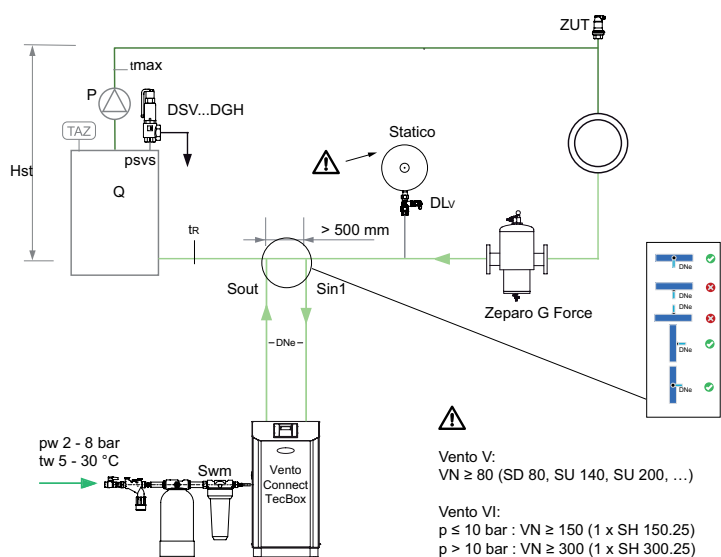 ZUT
tmax
P
DSV...DGH
TAZ
Statico
psvs
Hst
Q
DLV
> 500 mm
tR
Sout
Sin1
Zeparo G Force
DNe
DNe
DNe
DNe
DNe
–DNe–
pw 2 - 8 bar
tw 5 - 30 °C
Swm
Vento
Connect
TecBox
Vento V:
VN ≥ 80 (SD 80, SU 140, SU 200, …)
Vento VI:
p ≤ 10 bar : VN ≥ 150 (1 x SH 150.25)
p > 10 bar : VN ≥ 300 (1 x SH 300.25)